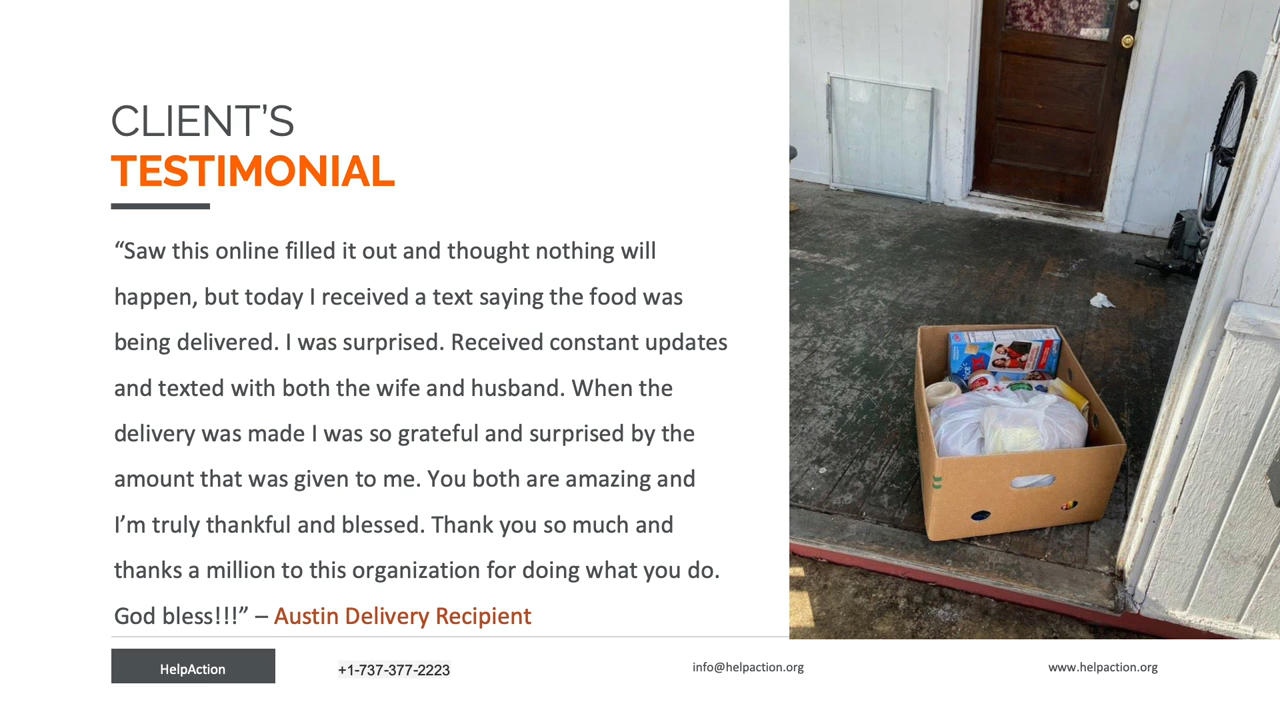 CLIENT’S
TESTIMONIAL
“Saw this online filled it out and thought nothing will
happen, but today I received a text saying the food was
being delivered. I was surprised. Received constant updates
and texted with both the wife and husband. When the
delivery was made I was so grateful and surprised by the
amount that was given to me. You both are amazing and
I’m truly thankful and blessed. Thank you so much and
thanks a million to this organization for doing what you do.
God bless!!!” – Austin Delivery Recipient
HelpAction
+1-737-377-2223
info@helpaction.org
www.helpaction.org